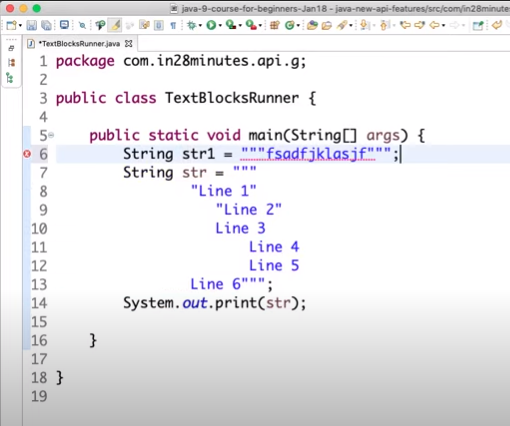 java-9-course-for-beginners-Jan18 - java-new-api-features/src/com/in28minutes
*TextBlocksRunner.java
1 package com.in28minutes.api.g;
2
3 public class TextBlocksRunner {
4
5     public static void main(String[] args) {
6         String str1 = """fsadfjklasjf""";
7         String str = """
8                 "Line 1"
9                    "Line 2"
10                    Line 3
11                        Line 4
12                        Line 5
13                 Line 6""";
14         System.out.print(str);
15
16     }
17
18 }
19